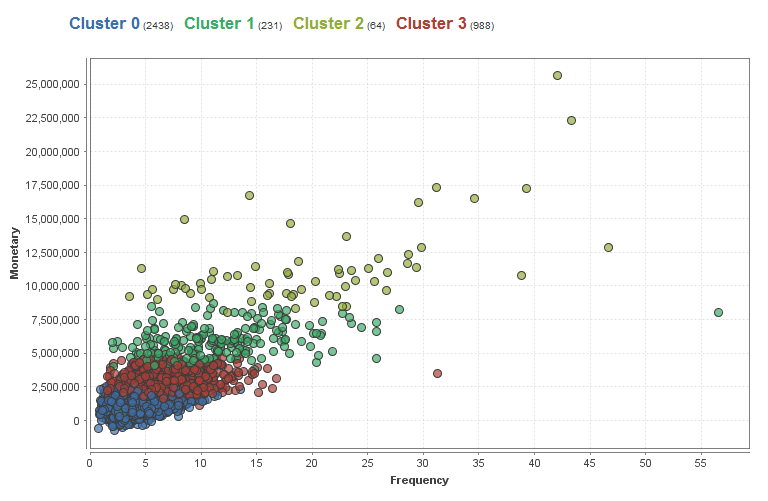 Cluster 0 (2438) Cluster 1 (231) Cluster 2 (64) Cluster 3 (988)
25,000,000
22,500,000
20,000,000
17,500,000
15,000,000
12,500,000
10,000,000
7,500,000
5,000,000
2,500,000
0
Monetary
0 5 10 15 20 25 30 35 40 45 50 55
Frequency